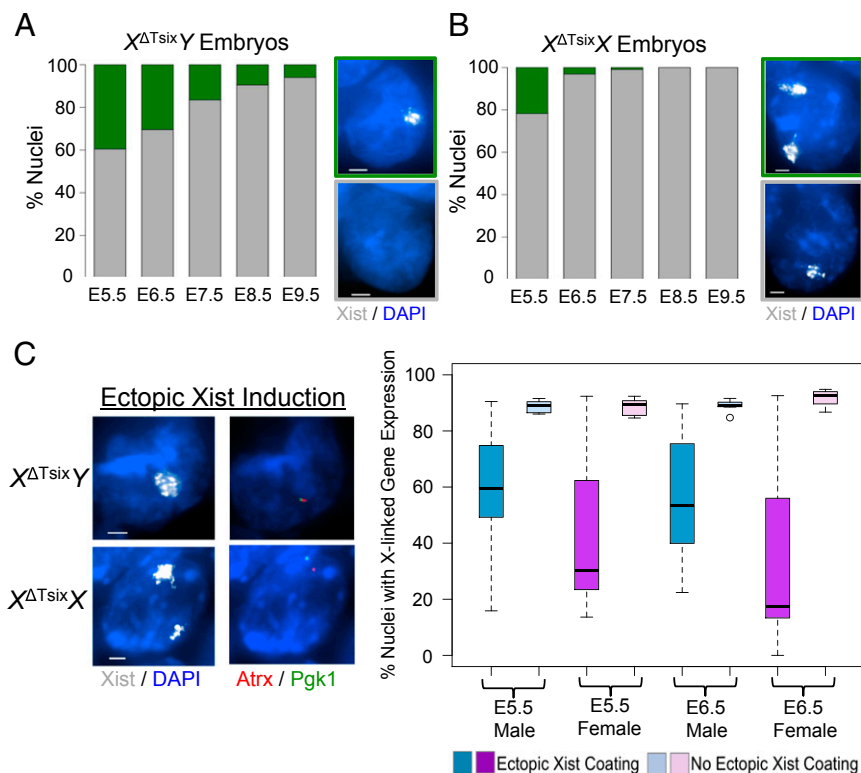 A
X^ΔTsix Y Embryos
% Nuclei
100
80
60
40
20
0
E5.5 E6.5 E7.5 E8.5 E9.5
Xist / DAPI
B
X^ΔTsix X Embryos
% Nuclei
100
80
60
40
20
0
E5.5 E6.5 E7.5 E8.5 E9.5
Xist / DAPI
C
Ectopic Xist Induction
X^ΔTsix Y
X^ΔTsix X
Xist / DAPI
Atrx / Pgk1
% Nuclei with X-linked Gene Expression
100
80
60
40
20
0
E5.5 Male
E5.5 Female
E6.5 Male
E6.5 Female
Ectopic Xist Coating
No Ectopic Xist Coating